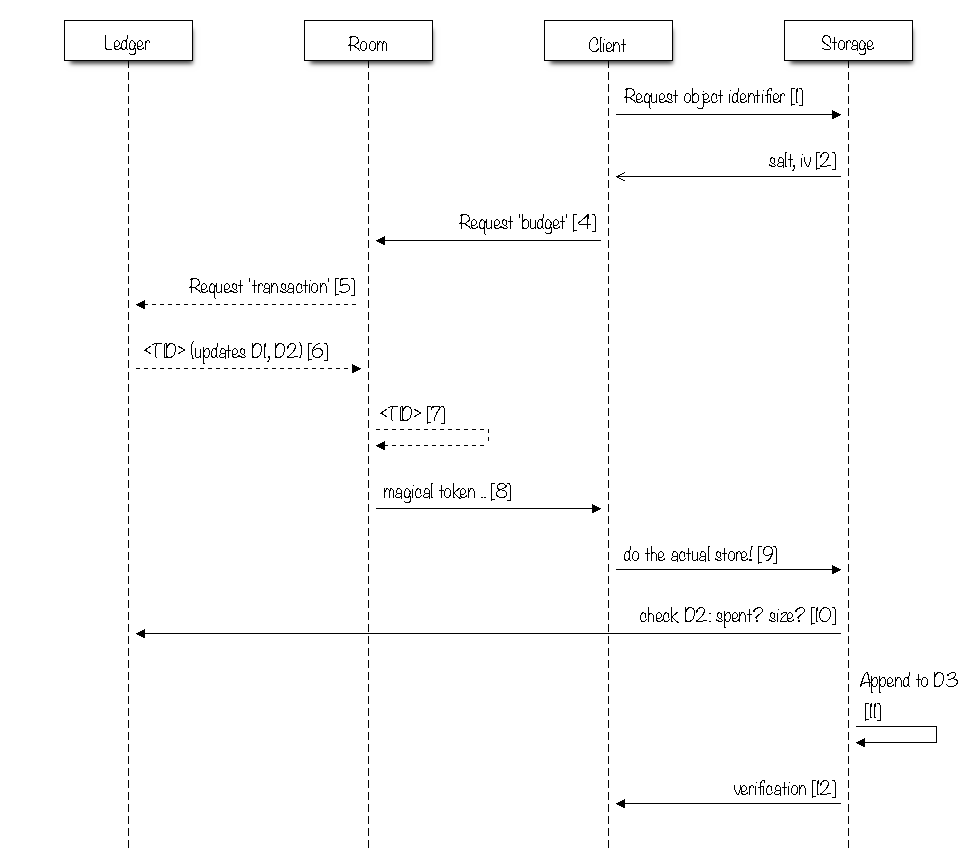 Ledger
Room
Client
Storage
Request object identifier [1]
salt, iv [2]
Request 'budget' [4]
Request 'transaction' [5]
<TID> (updates D1, D2) [6]
<TID> [7]
magical token .. [8]
do the actual store! [9]
check D2: spent? size? [10]
Append to D3
[11]
verification [12]